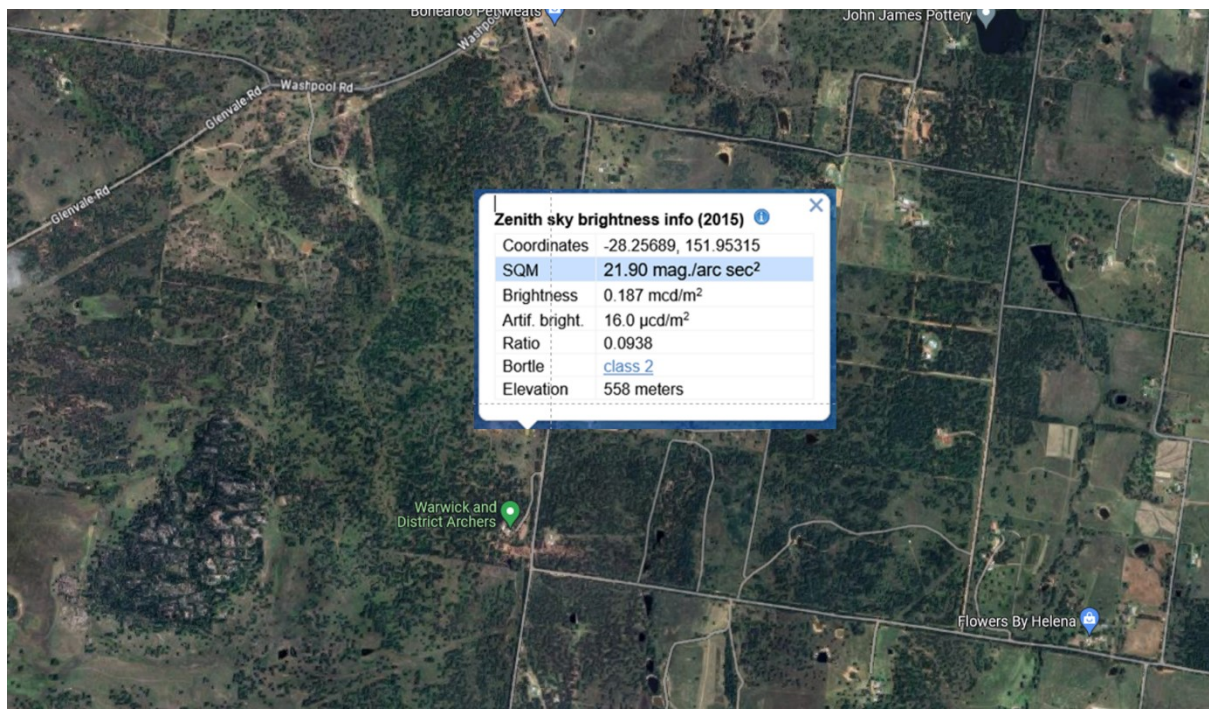 Bonearoo Pet Meats
John James Pottery
Washpool
Washpool Rd
Glenvale Rd
Glenvale Rd
Zenith sky brightness info (2015)
Coordinates -28.25689, 151.95315
SQM 21.90 mag./arc sec²
Brightness 0.187 mcd/m²
Artif. bright. 16.0 μcd/m²
Ratio 0.0938
Bortle class 2
Elevation 558 meters
Warwick and
District Archers
Flowers By Helena